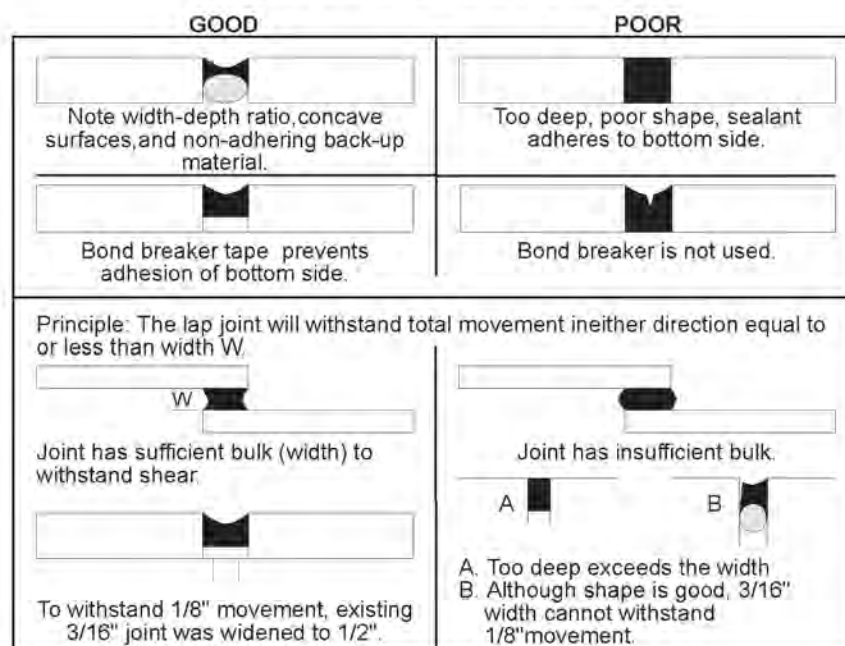 GOOD
POOR
Note width-depth ratio,concave
surfaces,and non-adhering back-up
material.
Too deep, poor shape, sealant
adheres to bottom side.
Bond breaker tape prevents
adhesion of bottom side.
Bond breaker is not used.
Principle: The lap joint will withstand total movement ineither direction equal to
or less than width W.
W
Joint has sufficient bulk (width) to
withstand shear.
Joint has insufficient bulk.
A
B
To withstand 1/8" movement, existing
3/16" joint was widened to 1/2".
A. Too deep exceeds the width
B. Although shape is good, 3/16"
width cannot withstand
1/8"movement.